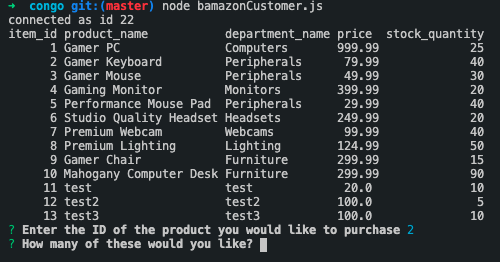 ➜ congo git:(master) node bamazonCustomer.js
connected as id 22
item_id product_name department_name price stock_quantity
1 Gamer PC Computers 999.99 25
2 Gamer Keyboard Peripherals 79.99 40
3 Gamer Mouse Peripherals 49.99 30
4 Gaming Monitor Monitors 399.99 20
5 Performance Mouse Pad Peripherals 29.99 40
6 Studio Quality Headset Headsets 249.99 20
7 Premium Webcam Webcams 99.99 40
8 Premium Lighting Lighting 124.99 50
9 Gamer Chair Furniture 299.99 15
10 Mahogany Computer Desk Furniture 299.99 90
11 test test 20.0 10
12 test2 test2 100.0 5
13 test3 test3 100.0 10
? Enter the ID of the product you would like to purchase 2
? How many of these would you like?